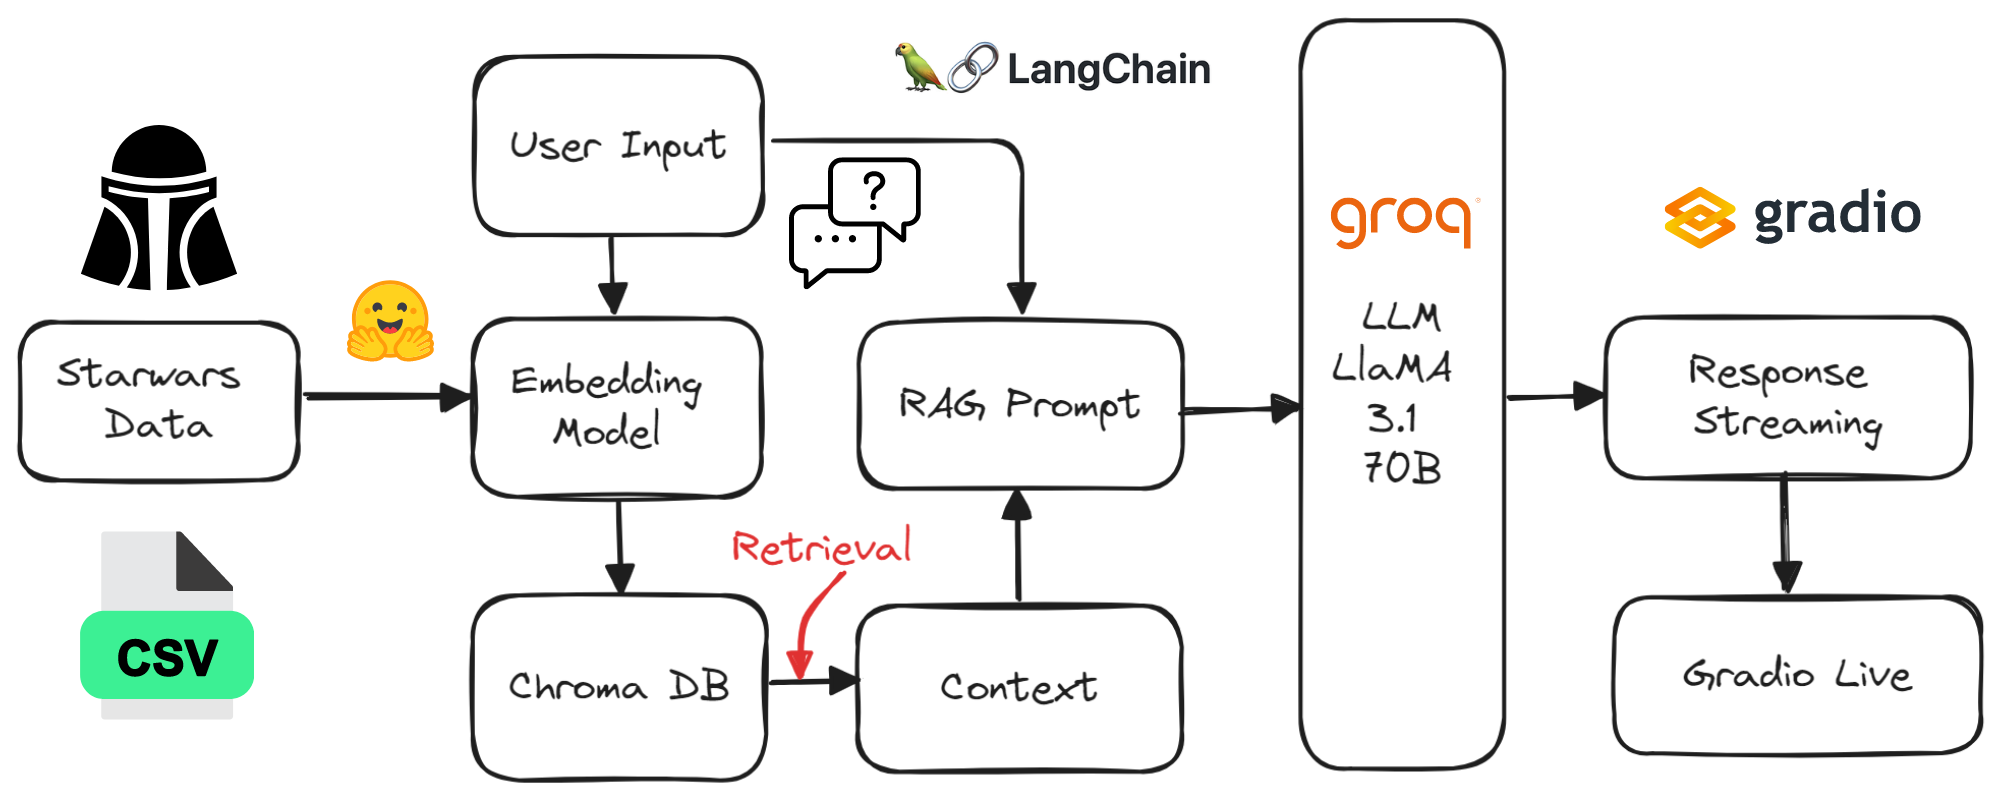 LangChain
User Input
?
groq
gradio
Starwars
Data
Embedding
Model
RAG Prompt
LLM
LlaMA
3.1
70B
Response
Streaming
Retrieval
CSV
Chroma DB
Context
Gradio Live